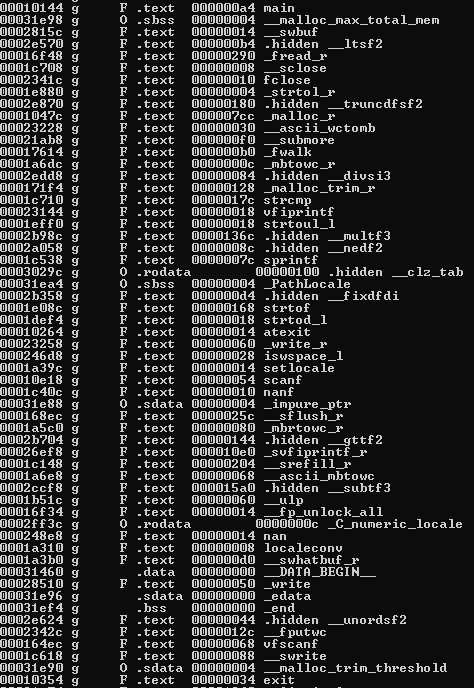 00010144 g F .text 000000a4 main
00031e98 g O .sbss 00000004 __malloc_max_total_mem
0002815c g F .text 00000014 __swbuf
0002e570 g F .text 000000b4 .hidden __ltsf2
00016f48 g F .text 00000290 _fread_r
0001c708 g F .text 00000008 __sclose
0002341c g F .text 00000010 fclose
0001e880 g F .text 00000004 _strtol_r
0002e870 g F .text 00000180 .hidden __truncdfsf2
0001047c g F .text 000007cc _malloc_r
00023228 g F .text 00000030 __ascii_wctomb
00021ab8 g F .text 000000f0 __submore
00017614 g F .text 000000b0 _fwalk
0001a6dc g F .text 0000000c _mbtowc_r
0002edd8 g F .text 00000084 .hidden __divsi3
000171f4 g F .text 00000128 _malloc_trim_r
0001c710 g F .text 0000017c strcmp
00023144 g F .text 00000018 vfiprintf
0001eff0 g F .text 00000018 strtoul_l
0002b98c g F .text 0000136c .hidden __multf3
0002a058 g F .text 0000008c .hidden __nedf2
0001c538 g F .text 0000007c sprintf
0003029c g O .rodata 00000100 .hidden __clz_tab
00031ea4 g O .sbss 00000004 _PathLocale
0002b358 g F .text 000000d4 .hidden __fixdfdi
0001e08c g F .text 00000168 strtof
0001def4 g F .text 00000018 strtod_l
00010264 g F .text 00000014 atexit
00023258 g F .text 00000060 _write_r
000246d8 g F .text 00000028 iswspace_l
0001a39c g F .text 00000014 setlocale
00010e18 g F .text 00000054 scanf
0001c40c g F .text 00000010 nanf
00031e88 g O .sdata 00000004 _impure_ptr
000168ec g F .text 0000025c __sflush_r
0001a5c0 g F .text 00000080 _mbrtowc_r
0002b704 g F .text 00000144 .hidden __gttf2
00026ef8 g F .text 000010e0 _svfiprintf_r
0001c148 g F .text 00000204 __srefill_r
0001a6e8 g F .text 00000068 __ascii_mbtowc
0002ccf8 g F .text 000015a0 .hidden __subtf3
0001b51c g F .text 00000060 __ulp
00016f34 g F .text 00000014 __fp_unlock_all
0002ff3c g O .rodata 0000000c _C_numeric_locale
000248e8 g F .text 00000014 nan
0001a310 g F .text 00000008 localeconv
0001a3b0 g F .text 000000d0 __swhatbuf_r
00031460 g .data 00000000 __DATA_BEGIN__
00028510 g F .text 00000050 _write
00031e96 g .sdata 00000000 _edata
00031ef4 g .bss 00000000 _end
0002e624 g F .text 00000044 .hidden __unordsf2
0002342c g F .text 0000012c __fputwc
000164ec g F .text 00000068 vfscanf
0001c618 g F .text 00000088 __swrite
00031e90 g O .sdata 00000004 __malloc_trim_threshold
00010354 g F .text 00000034 exit